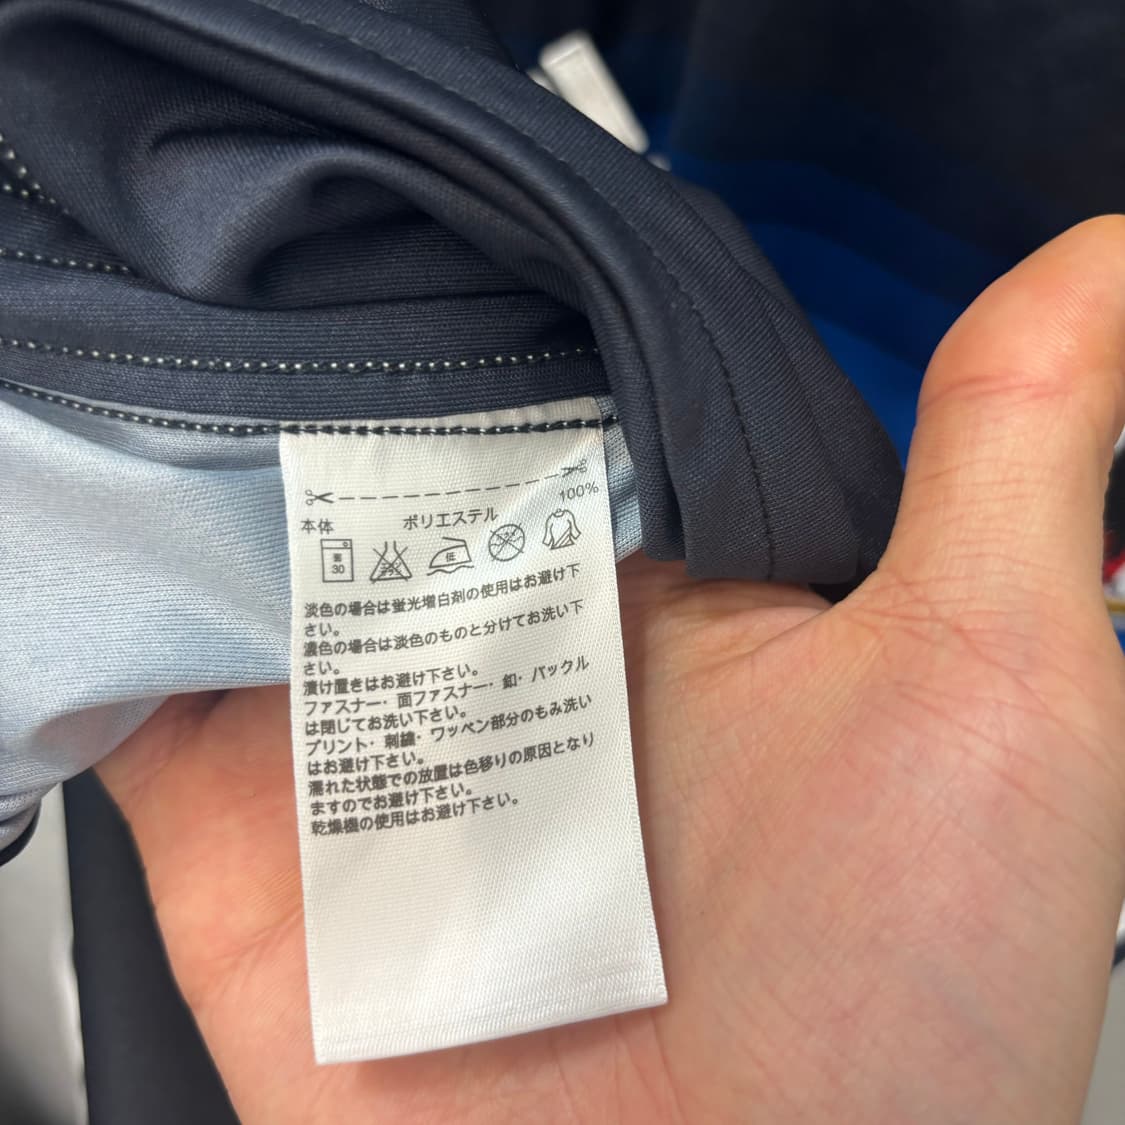 100%
本体 ポリエステル
30 低
淡色の場合は蛍光増白剤の使用はお避け下
さい。
濃色の場合は淡色のものと分けてお洗い下
さい。
漬け置きはお避け下さい。
ファスナー・面ファスナー・釦・バックル
は閉じてお洗い下さい。
プリント・刺繍・ワッペン部分のもみ洗い
はお避け下さい。
濡れた状態での放置は色移りの原因となり
ますのでお避け下さい。
乾燥機の使用はお避け下さい。